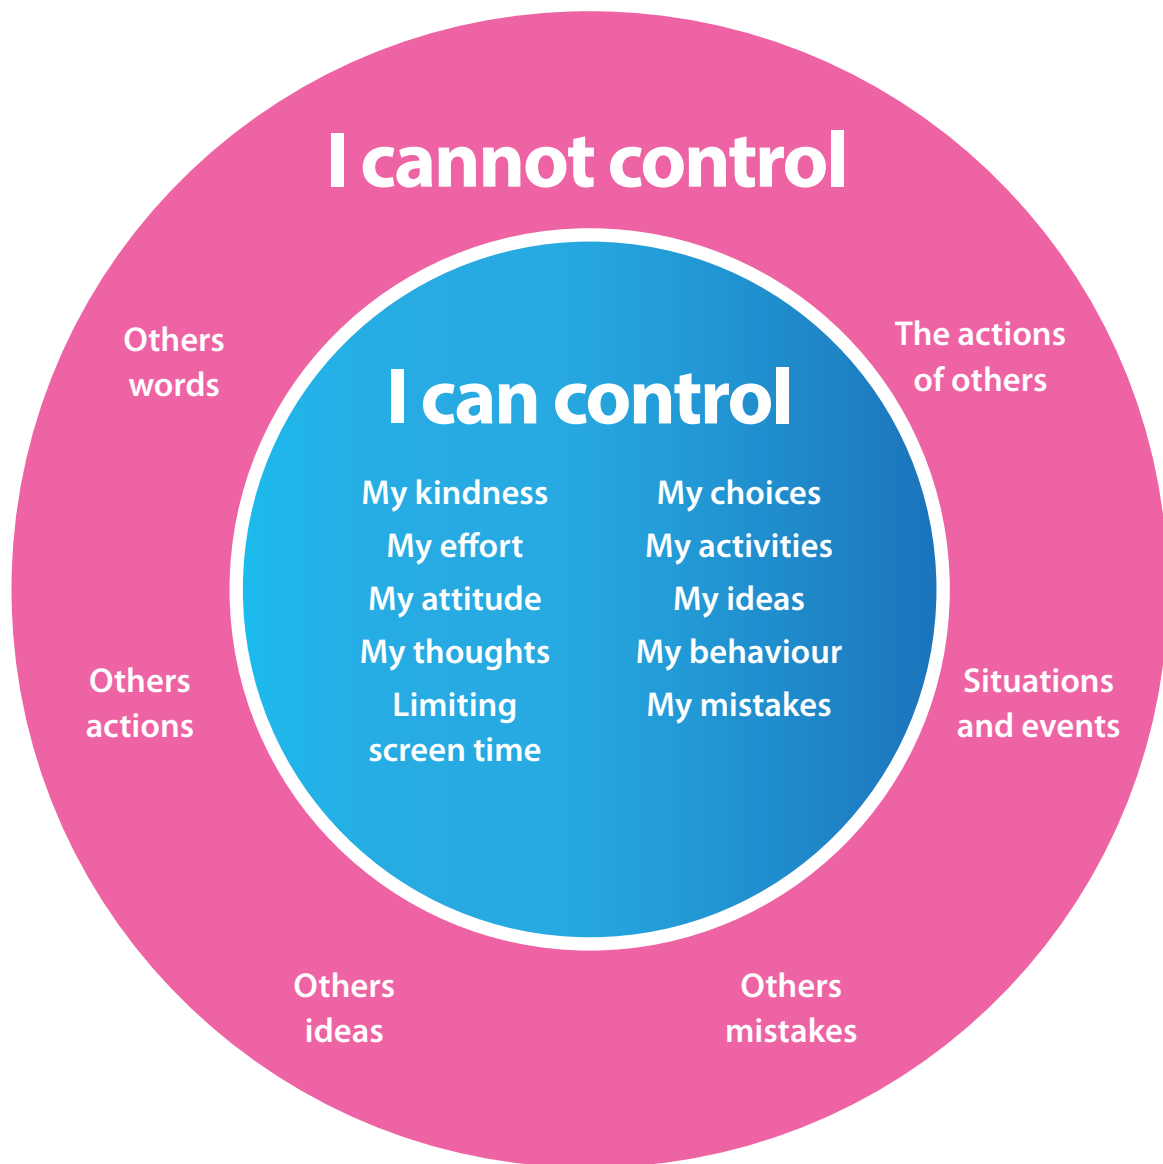 I cannot control
Others
words
The actions
of others
I can control
My kindness
My effort
My attitude
My thoughts
Limiting
screen time
My choices
My activities
My ideas
My behaviour
My mistakes
Others
actions
Situations
and events
Others
ideas
Others
mistakes